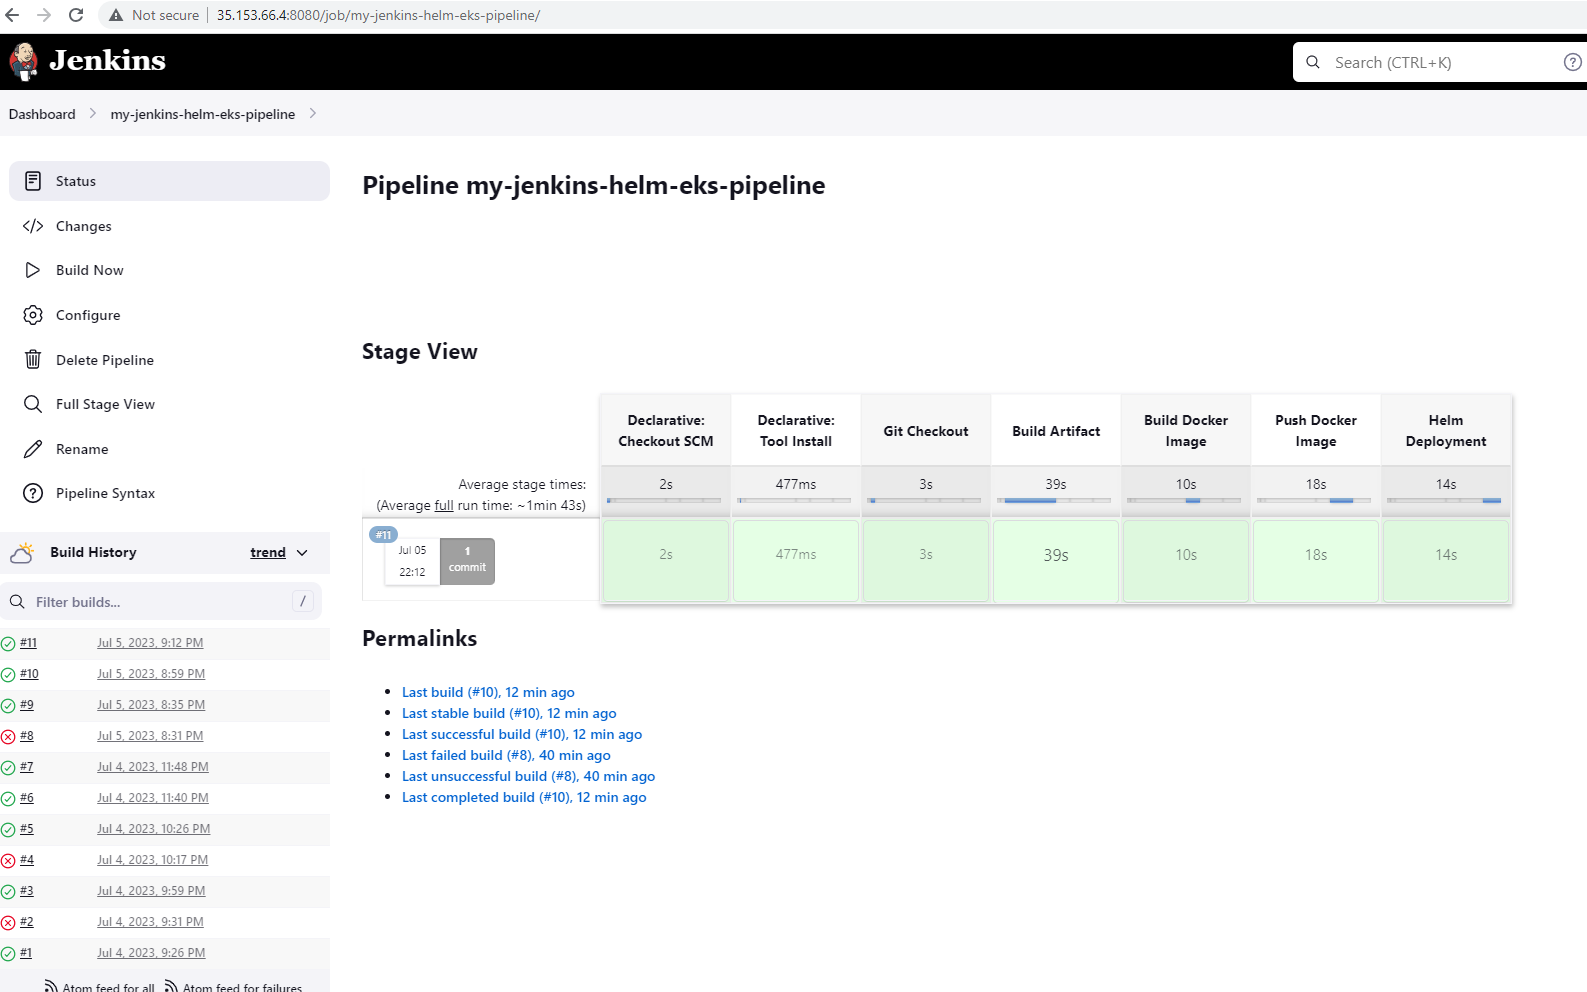 Not secure 35.153.66.4:8080/job/my-jenkins-helm-eks-pipeline/
Jenkins
Search (CTRL+K)
?
Dashboard
my-jenkins-helm-eks-pipeline
Status
Changes
Build Now
Configure
Delete Pipeline
Full Stage View
Rename
Pipeline Syntax
Build History
trend
Filter builds...
/
#11 Jul 5, 2023, 9:12 PM
#10 Jul 5, 2023, 8:59 PM
#9 Jul 5, 2023, 8:35 PM
#8 Jul 5, 2023, 8:31 PM
#7 Jul 4, 2023, 11:48 PM
#6 Jul 4, 2023, 11:40 PM
#5 Jul 4, 2023, 10:26 PM
#4 Jul 4, 2023, 10:17 PM
#3 Jul 4, 2023, 9:59 PM
#2 Jul 4, 2023, 9:31 PM
#1 Jul 4, 2023, 9:26 PM
Atom feed for all Atom feed for failures
Pipeline my-jenkins-helm-eks-pipeline
Stage View
Declarative:
Checkout SCM
Declarative:
Tool Install
Git Checkout
Build Artifact
Build Docker
Image
Push Docker
Image
Helm
Deployment
Average stage times:
(Average full run time: ~1min 43s)
2s 477ms 3s 39s 10s 18s 14s
#11
Jul 05
22:12
1
commit
2s 477ms 3s 39s 10s 18s 14s
Permalinks
Last build (#10), 12 min ago
Last stable build (#10), 12 min ago
Last successful build (#10), 12 min ago
Last failed build (#8), 40 min ago
Last unsuccessful build (#8), 40 min ago
Last completed build (#10), 12 min ago